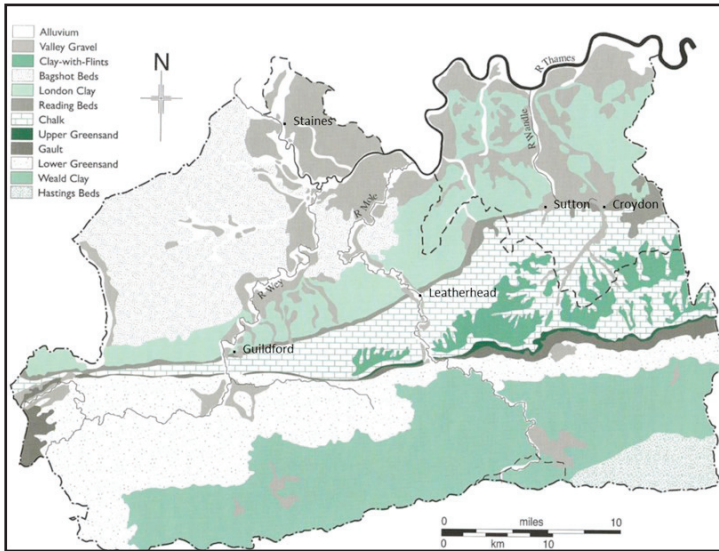 Alluvium
Valley Gravel
Clay-with-Flints
Bagshot Beds
London Clay
Reading Beds
Chalk
Upper Greensand
Gault
Lower Greensand
Weald Clay
Hastings Beds
N
R Thames
Staines
R Wandle
R Mole
Sutton
Croydon
R Wey
Leatherhead
Guildford
0 miles 10
0 km 10